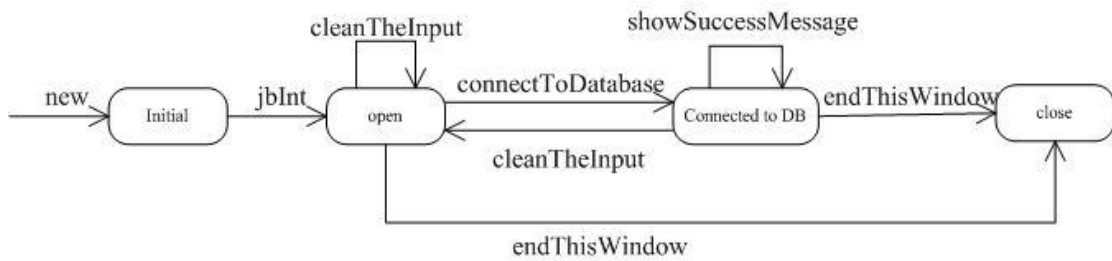 cleanTheInput
showSuccessMessage
new
Initial
jbInt
open
connectToDatabase
Connected to DB
endThisWindow
close
cleanTheInput
endThisWindow